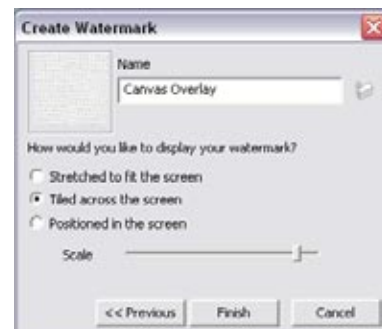 Create Watermark
Name
Canvas Overlay
How would you like to display your watermark?
Stretched to fit the screen
Tiled across the screen
Positioned in the screen
Scale
<< Previous
Finish
Cancel